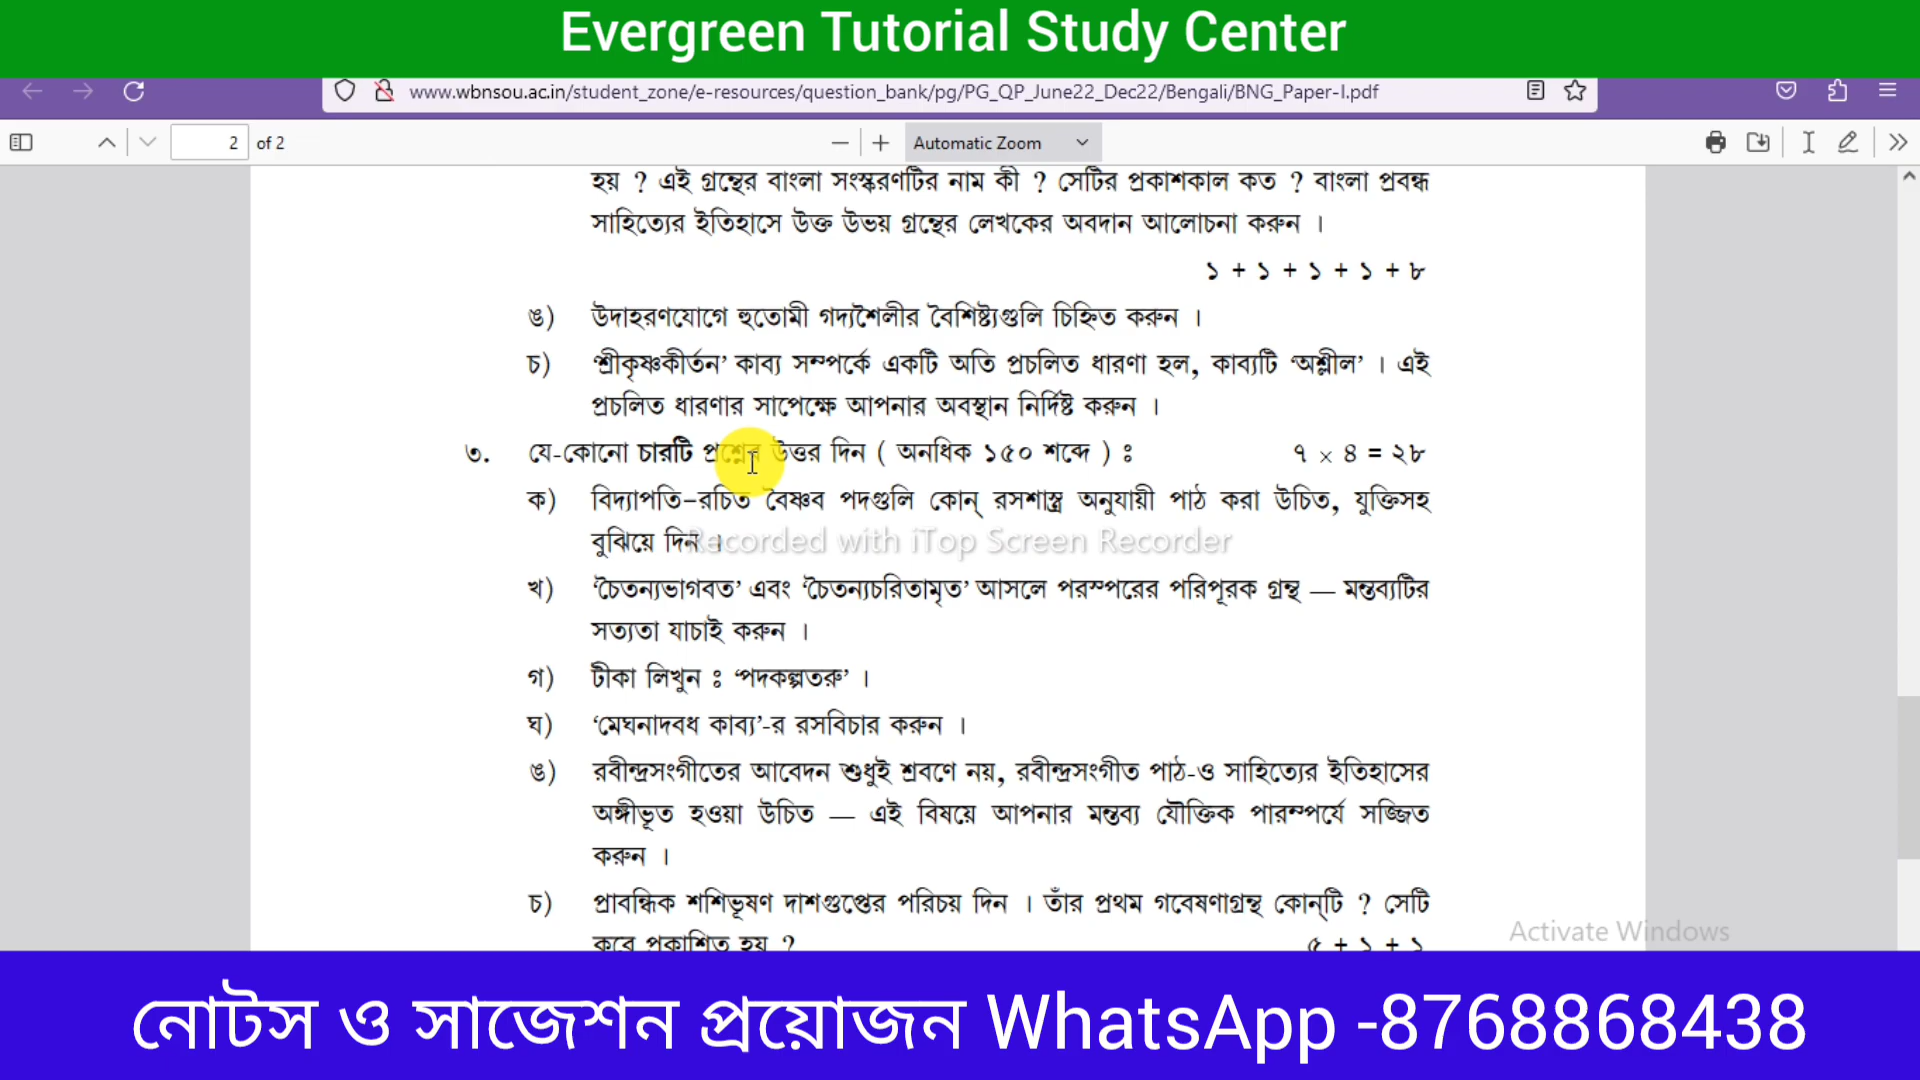 Evergreen Tutorial Study Center
www.wbnsou.ac.in/student_zone/e-resources/question_bank/pg/PG_QP_June22_Dec22/Bengali/BNG_Paper-I.pdf
2 of 2 Automatic Zoom
হয় ? এই গ্রন্থের বাংলা সংস্করণটির নাম কী ? সেটির প্রকাশকাল কত ? বাংলা প্রবন্ধ
সাহিত্যের ইতিহাসে উক্ত উভয় গ্রন্থের লেখকের অবদান আলোচনা করুন ।
১ + ১ + ১ + ১ + ৮
ঙ) উদাহরণযোগে হুতোমী গদ্যশৈলীর বৈশিষ্ট্যগুলি চিহ্নিত করুন ।
চ) ‘শ্রীকৃষ্ণকীর্তন’ কাব্য সম্পর্কে একটি অতি প্রচলিত ধারণা হল, কাব্যটি ‘অশ্লীল’ । এই
প্রচলিত ধারণার সাপেক্ষে আপনার অবস্থান নির্দিষ্ট করুন ।
৩. যে-কোনো চারটি প্রশ্নের উত্তর দিন ( অনধিক ১৫০ শব্দে ) ঃ ৭ × ৪ = ২৮
ক) বিদ্যাপতি–রচিত বৈষ্ণব পদগুলি কোন্ রসশাস্ত্র অনুযায়ী পাঠ করা উচিত, যুক্তিসহ
বুঝিয়ে দিন ।
Recorded with iTop Screen Recorder
খ) ‘চৈতন্যভাগবত’ এবং ‘চৈতন্যচরিতামৃত’ আসলে পরস্পরের পরিপূরক গ্রন্থ — মন্তব্যটির
সত্যতা যাচাই করুন ।
গ) টীকা লিখুন ঃ ‘পদকল্পতরু’ ।
ঘ) ‘মেঘনাদবধ কাব্য’-র রসবিচার করুন ।
ঙ) রবীন্দ্রসংগীতের আবেদন শুধুই শ্রবণে নয়, রবীন্দ্রসংগীত পাঠ-ও সাহিত্যের ইতিহাসের
অঙ্গীভূত হওয়া উচিত — এই বিষয়ে আপনার মন্তব্য যৌক্তিক পারম্পর্যে সজ্জিত
করুন ।
চ) প্রাবন্ধিক শশিভূষণ দাশগুপ্তের পরিচয় দিন । তাঁর প্রথম গবেষণাগ্রন্থ কোন্‌টি ? সেটি
কবে প্রকাশিত হয় ? ৫ + ১ + ১
Activate Windows
নোটস ও সাজেশন প্রয়োজন WhatsApp -8768868438